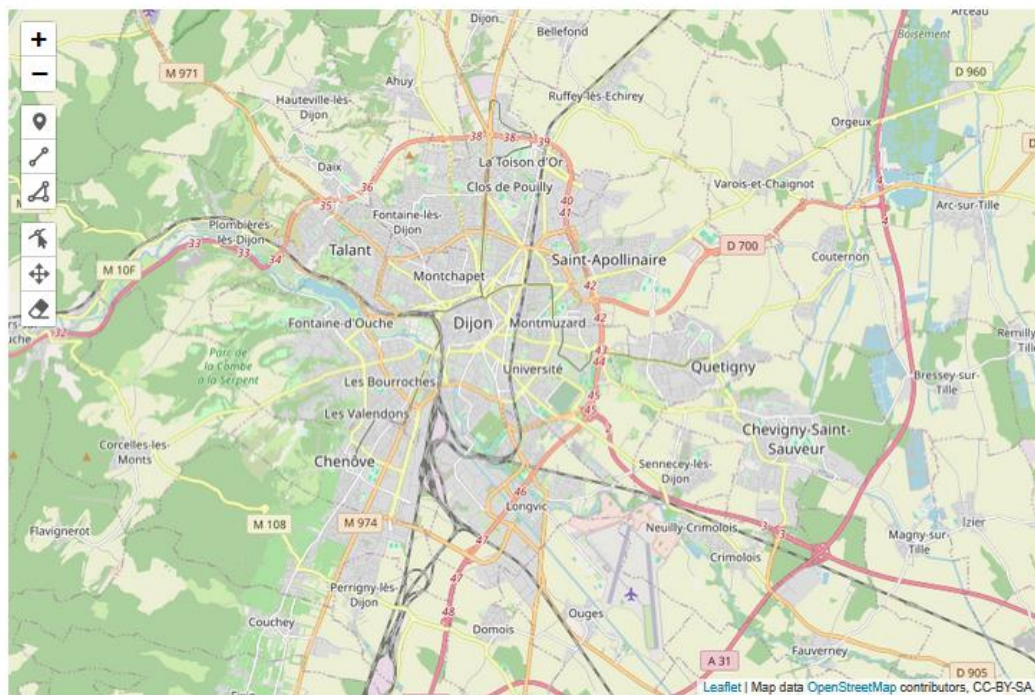 +
−
Dijon
Arceau
Bellefond
Boisement
M 971
D 960
Ahuy
Hauteville-lès-
Dijon
Ruffey-lès-Echirey
Orgeux
38
38
39
La Toison d'Or
Daix
36
Clos de Pouilly
Varois-et-Chaignot
4
35
40
41
4
Arc-sur-Tille
Fontaine-lès-
Dijon
Plombières-
lès-Dijon
33
33
34
Talant
D 700
Saint-Apollinaire
Couternon
M 10F
Montchapet
42
42
Fontaine-d'Ouche
Dijon
Montmuzard
32
Parc de
la Combe
à la Serpent
43
44
Remilly-
Tille
Université
Quetigny
Bressey-sur-
Tille
Les Bourroches
45
45
Les Valendons
2
Chevigny-Saint-
Sauveur
Corcelles-les-
Monts
Chenôve
Sennecey-lès-
Dijon
46
Longvic
M 108
M 974
Flavignerot
Neuilly-Crimolois
3
3
Izier
Magny-sur-
Tille
47
Crimolois
47
Perrigny-lès-
Dijon
48
Ouges
Couchey
Domois
Fauverney
A 31
D 905
Leaflet | Map data OpenStreetMap contributors, CC-BY-SA